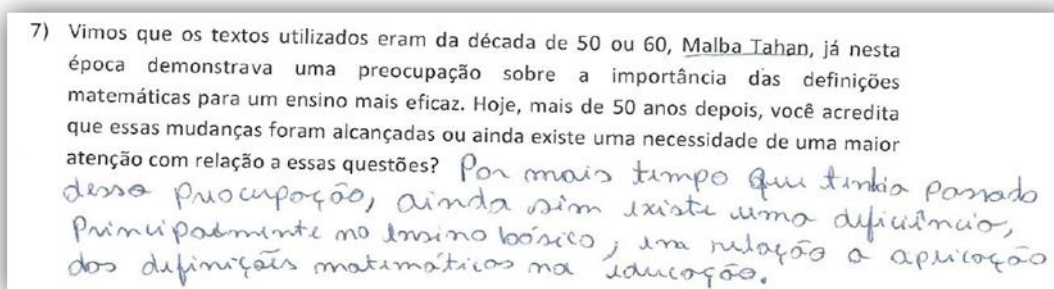 7) Vimos que os textos utilizados eram da década de 50 ou 60, Malba Tahan, já nesta
época demonstrava uma preocupação sobre a importância das definições
matemáticas para um ensino mais eficaz. Hoje, mais de 50 anos depois, você acredita
que essas mudanças foram alcançadas ou ainda existe uma necessidade de uma maior
atenção com relação a essas questões? Por mais tempo que tinha passado
dessa preocupação, ainda sim existe uma deficiência,
Principalmente no ensino básico, em relação a apricação
das definições matemáticas na educação.